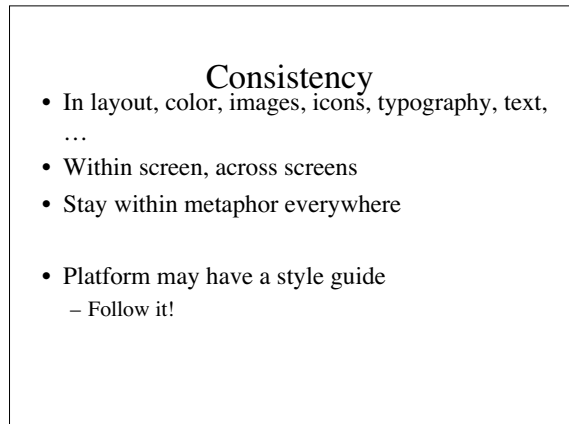 Consistency
• In layout, color, images, icons, typography, text,
…
• Within screen, across screens
• Stay within metaphor everywhere
• Platform may have a style guide
– Follow it!